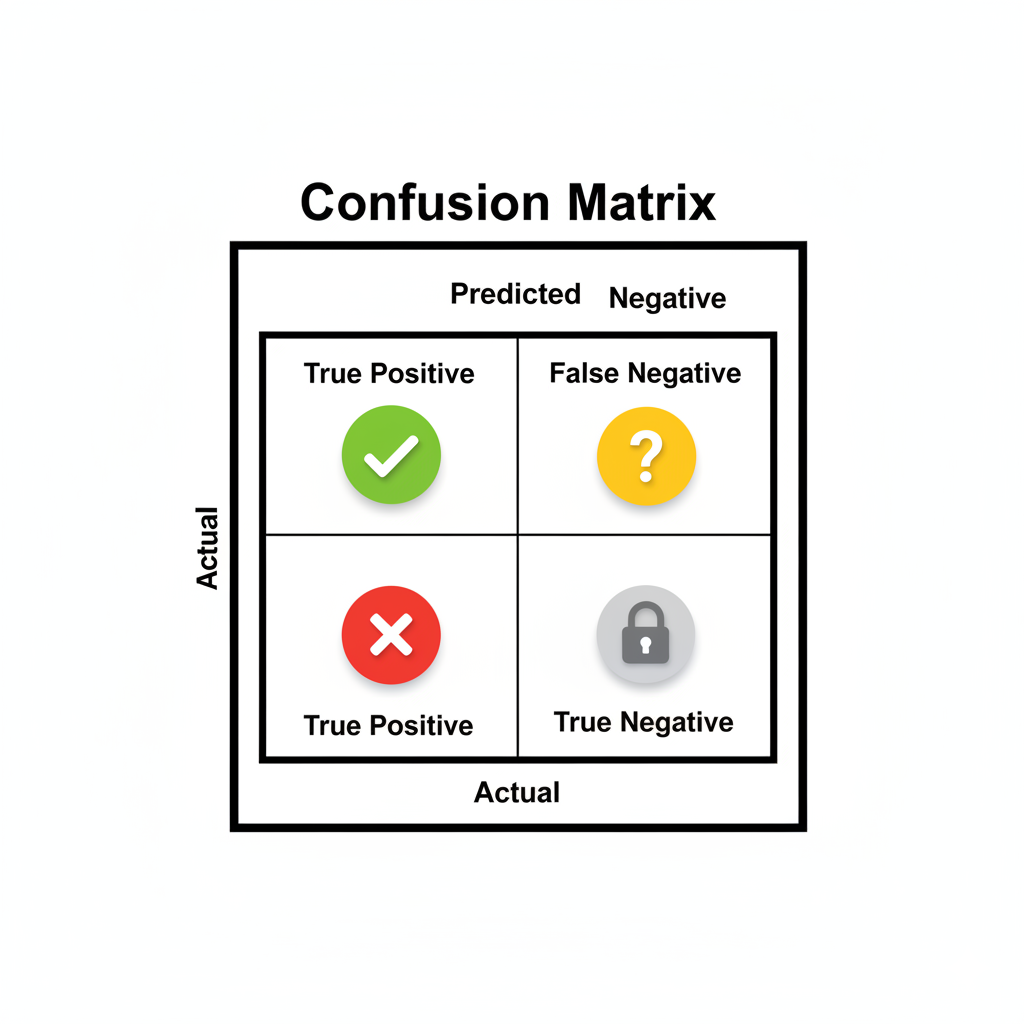 Confusion Matrix
Predicted Negative
True Positive False Negative
?
Actual
True Positive True Negative
Actual